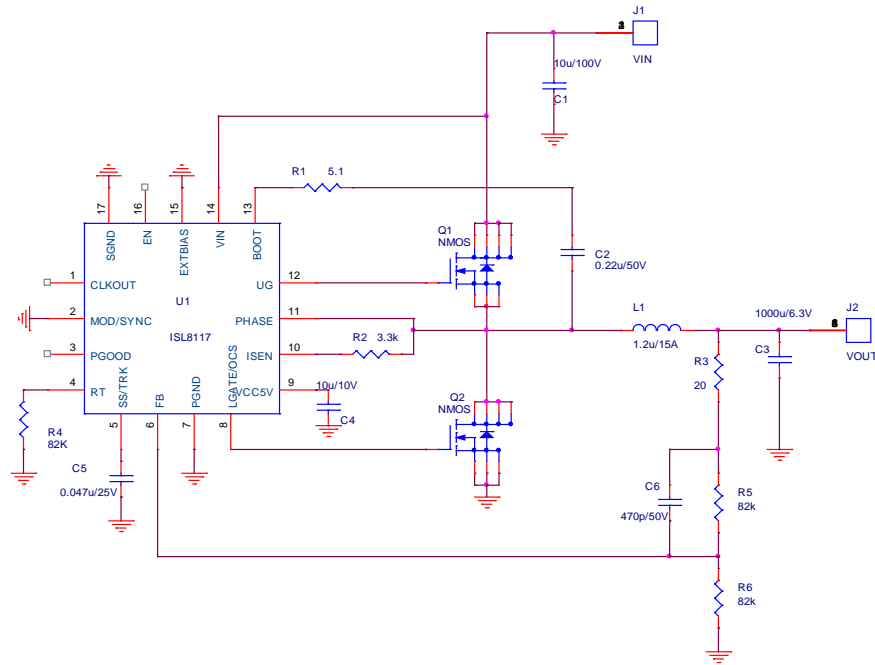 J1
VIN
10u/100V
C1
R1 5.1
17
16
15
14
13
SGND
EN
EXTBIAS
VIN
BOOT
Q1
NMOS
C2
0.22u/50V
1
CLKOUT
UG
12
U1
2
MOD/SYNC
PHASE
11
ISL8117
3
PGOOD
ISEN
10
R2 3.3k
4
RT
VCC5V
9
SS/TRK
FB
PGND
LGATE/OCS
5
6
7
8
10u/10V
C4
L1
1.2u/15A
1000u/6.3V
J2
VOUT
C3
R3
20
Q2
NMOS
R4
82K
C5
0.047u/25V
C6
470p/50V
R5
82k
R6
82k